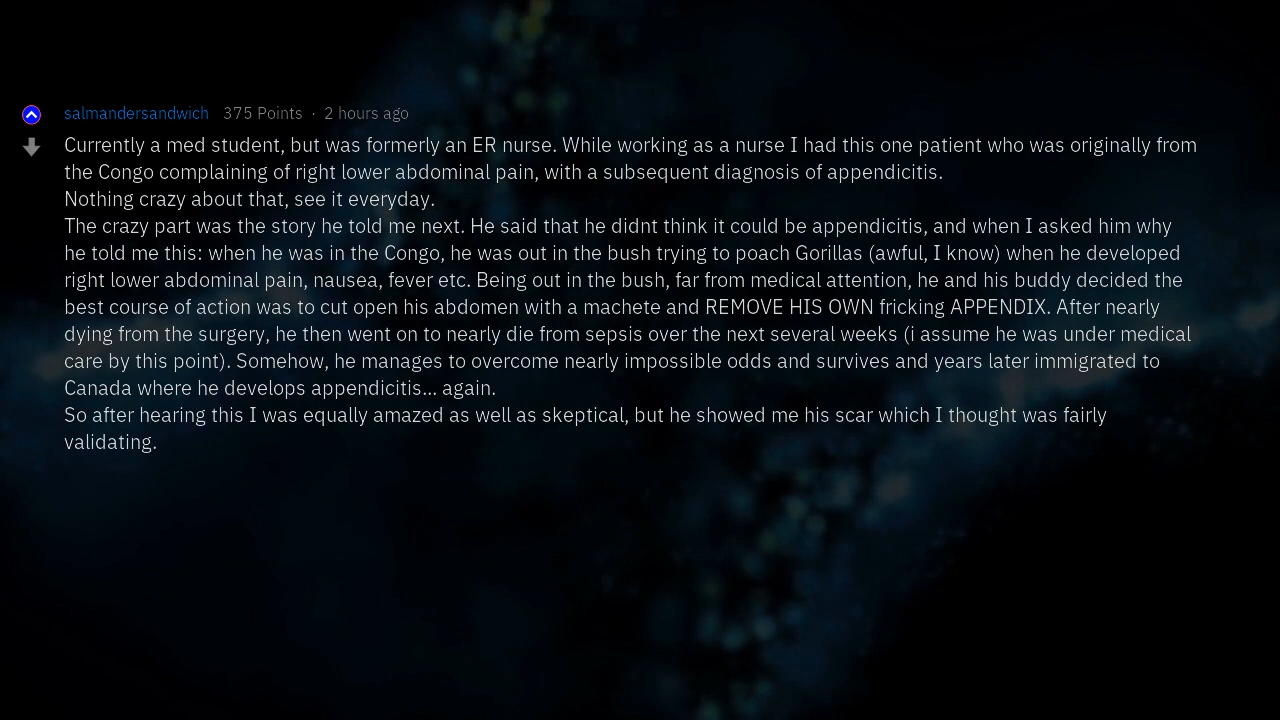 salmandersandwich 375 Points · 2 hours ago
Currently a med student, but was formerly an ER nurse. While working as a nurse I had this one patient who was originally from
the Congo complaining of right lower abdominal pain, with a subsequent diagnosis of appendicitis.
Nothing crazy about that, see it everyday.
The crazy part was the story he told me next. He said that he didnt think it could be appendicitis, and when I asked him why
he told me this: when he was in the Congo, he was out in the bush trying to poach Gorillas (awful, I know) when he developed
right lower abdominal pain, nausea, fever etc. Being out in the bush, far from medical attention, he and his buddy decided the
best course of action was to cut open his abdomen with a machete and REMOVE HIS OWN fricking APPENDIX. After nearly
dying from the surgery, he then went on to nearly die from sepsis over the next several weeks (i assume he was under medical
care by this point). Somehow, he manages to overcome nearly impossible odds and survives and years later immigrated to
Canada where he develops appendicitis... again.
So after hearing this I was equally amazed as well as skeptical, but he showed me his scar which I thought was fairly
validating.